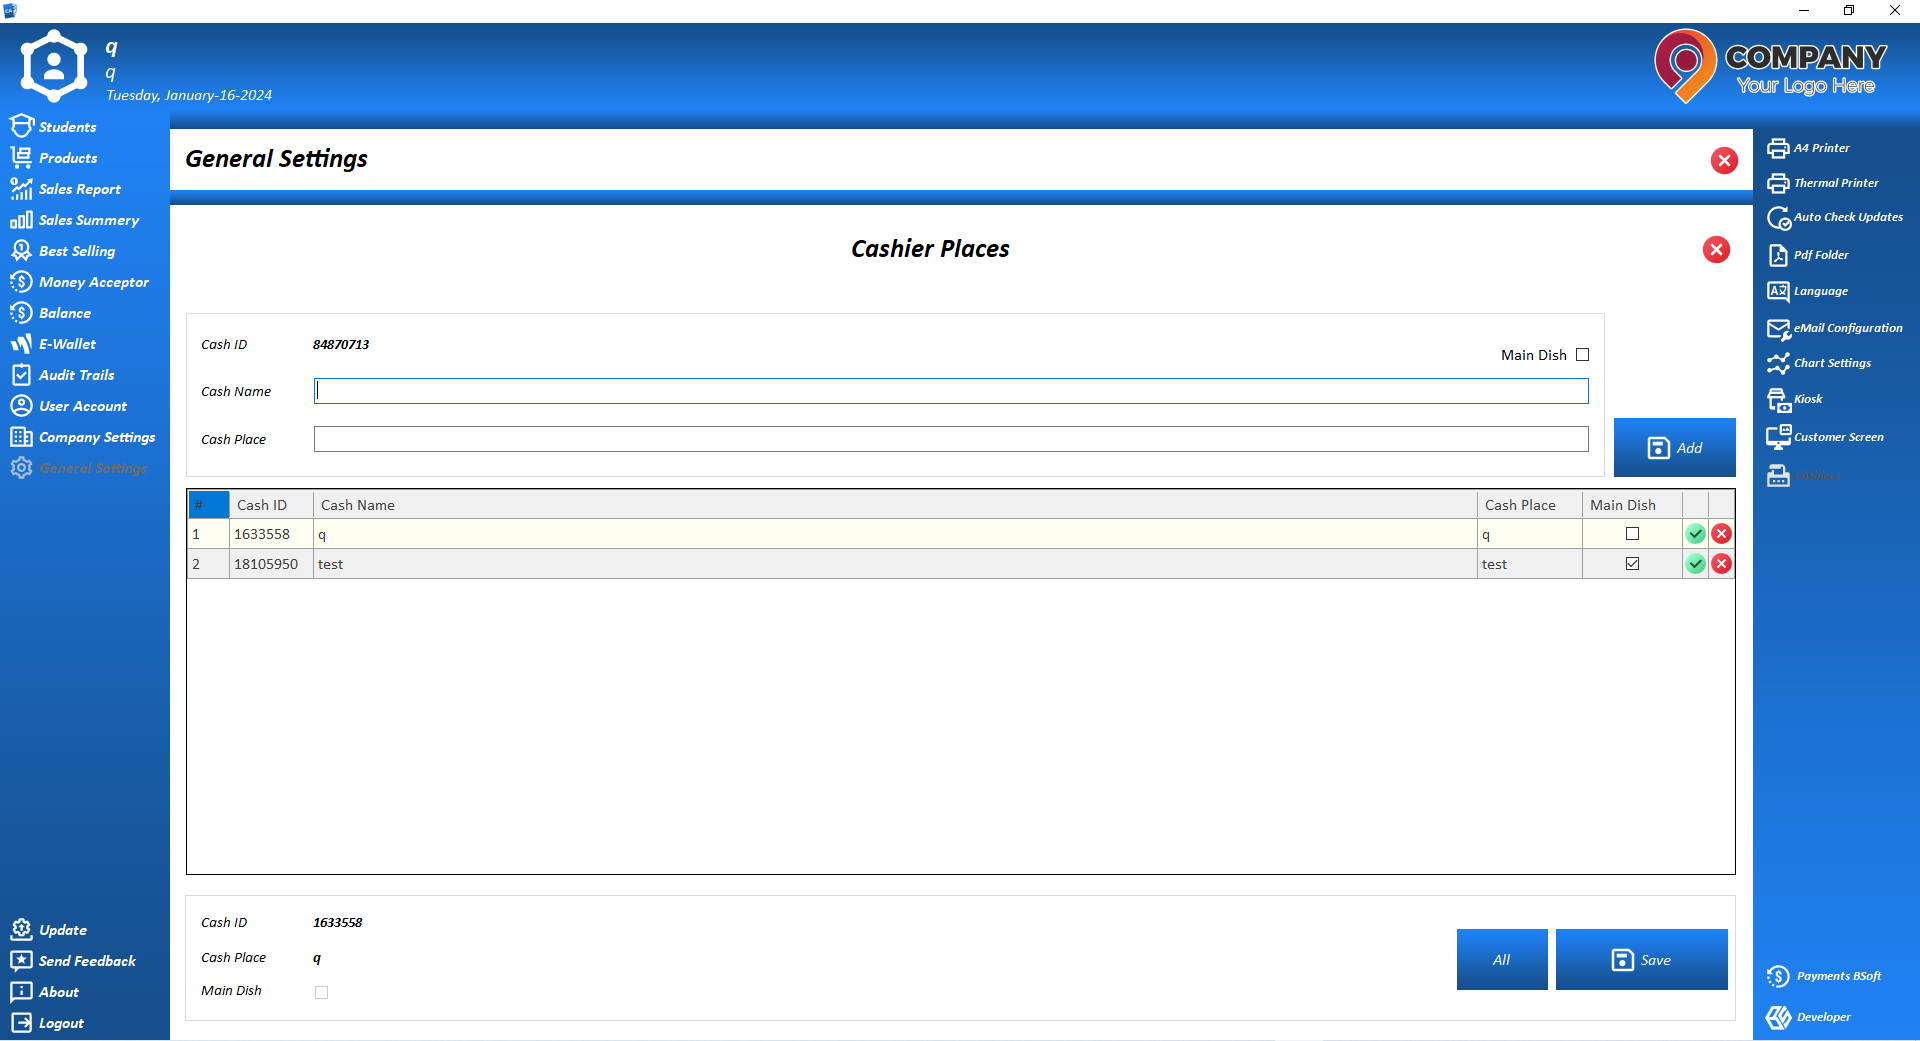 q
q
Tuesday, January-16-2024
COMPANY
Your Logo Here
Students
Products
Sales Report
Sales Summery
Best Selling
Money Acceptor
Balance
E-Wallet
Audit Trails
User Account
Company Settings
General Settings
Update
Send Feedback
About
Logout
General Settings
Cashier Places
Cash ID 84870713
Main Dish
Cash Name
Cash Place
Add
# Cash ID Cash Name Cash Place Main Dish
1 1633558 q q
2 18105950 test test
Cash ID 1633558
Cash Place q
Main Dish
All
Save
A4 Printer
Thermal Printer
Auto Check Updates
Pdf Folder
Language
eMail Configuration
Chart Settings
Kiosk
Customer Screen
Payments BSoft
Developer